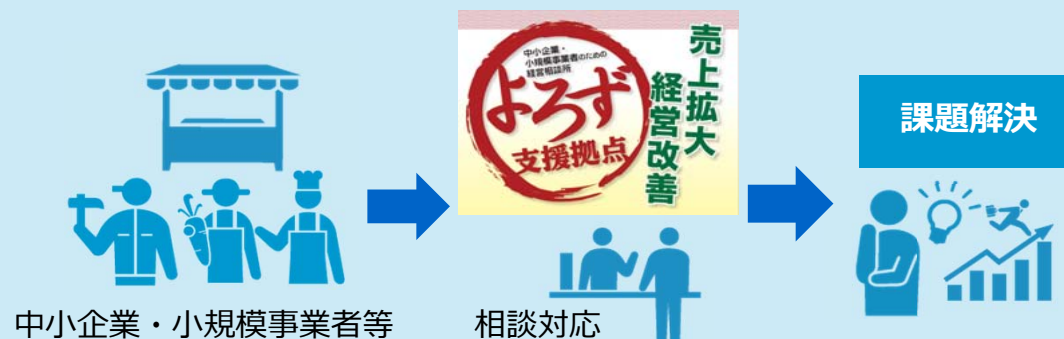 中小企業・
小規模事業者のための
経営相談所
よろず
支援拠点
売上拡大
経営改善
課題解決
中小企業・小規模事業者等
相談対応